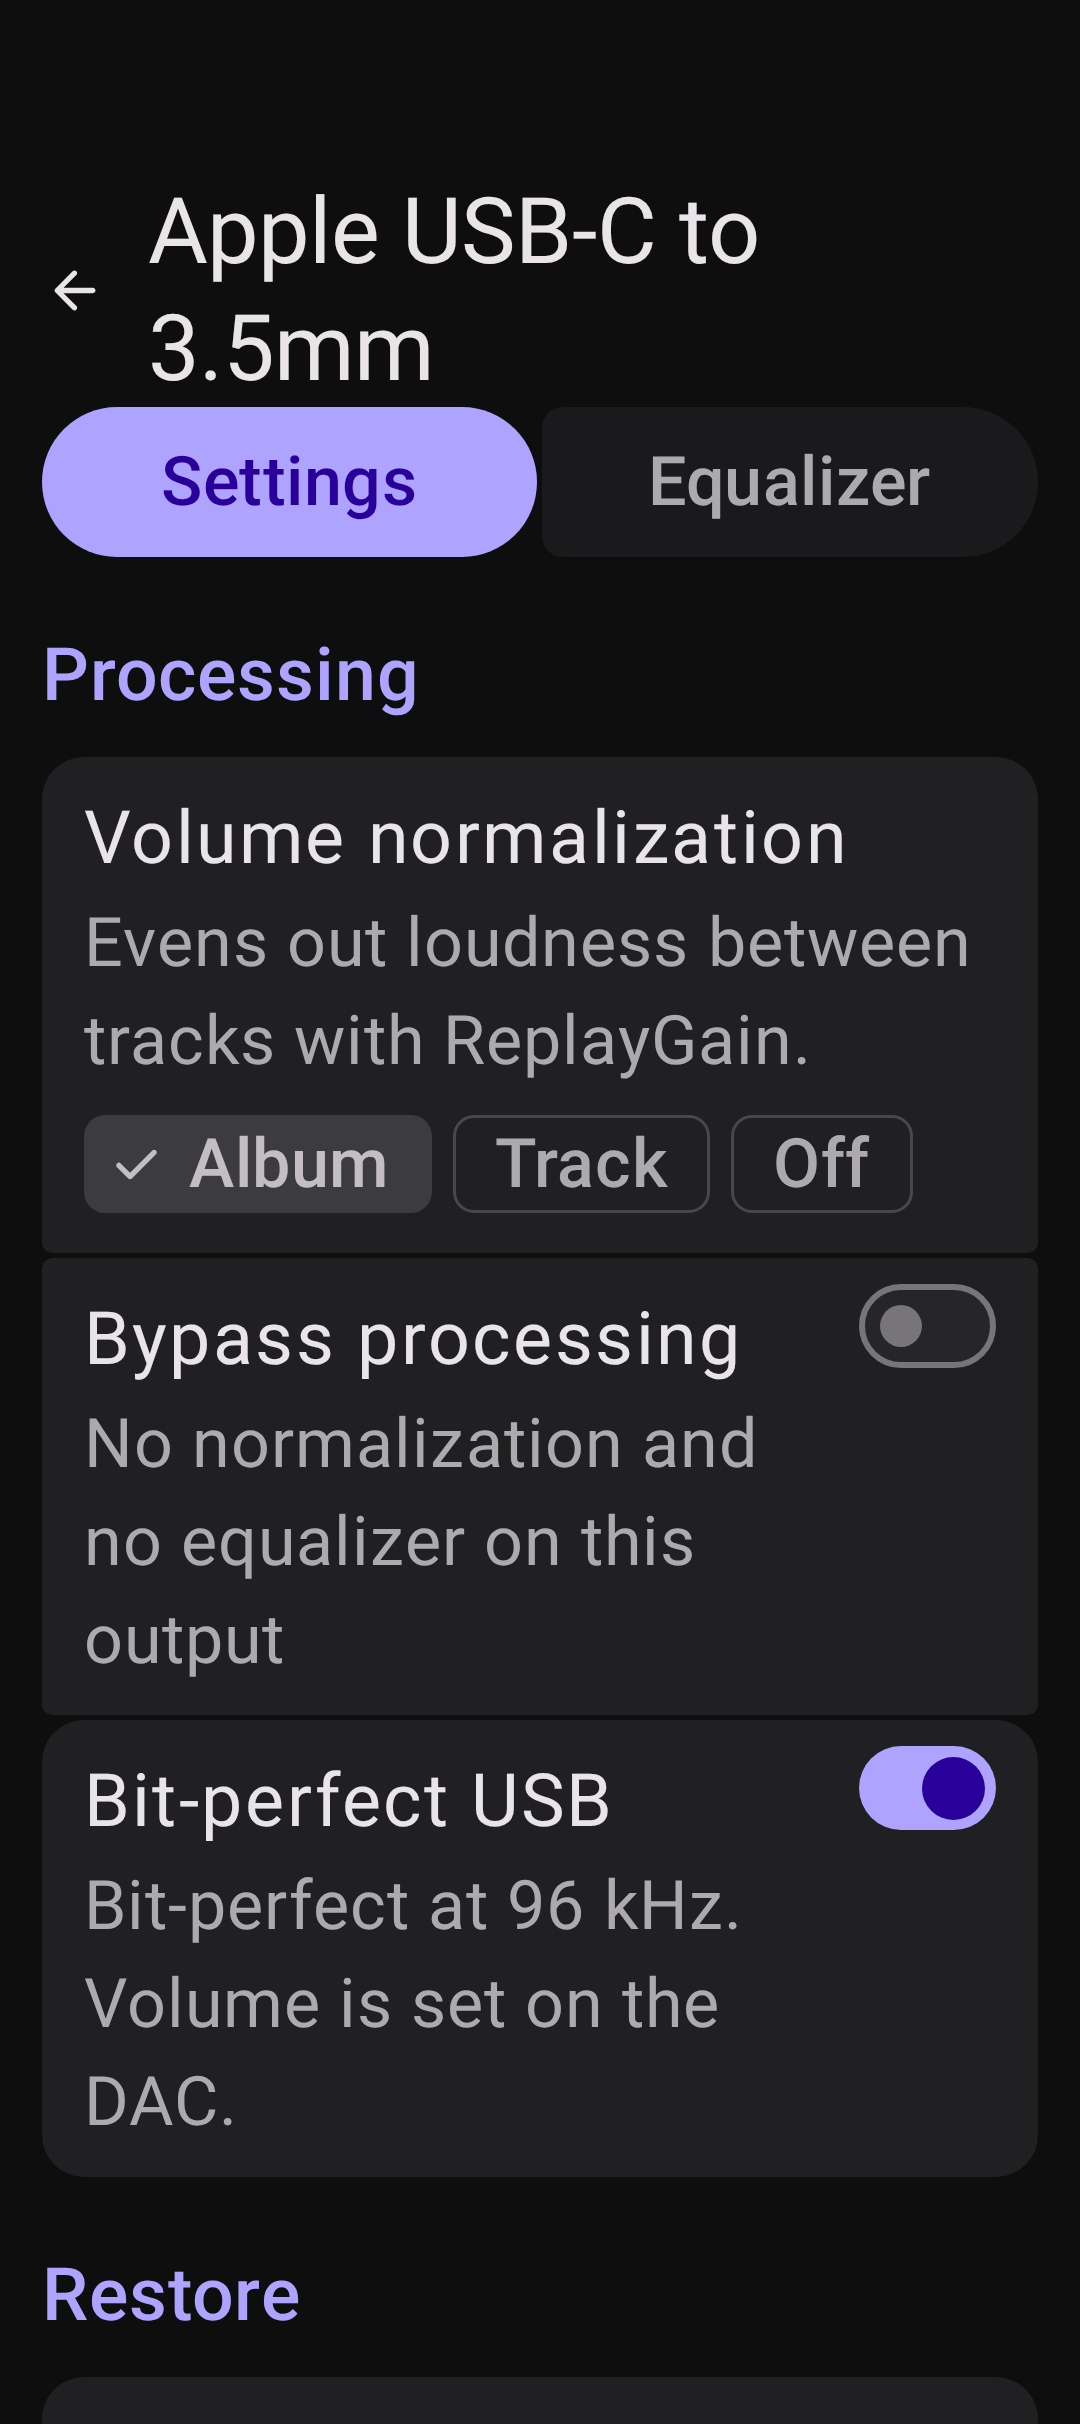 Apple USB-C to
3.5mm
Settings
Equalizer
Processing
Volume normalization
Evens out loudness between
tracks with ReplayGain.
Album
Track
Off
Bypass processing
No normalization and
no equalizer on this
output
Bit-perfect USB
Bit-perfect at 96 kHz.
Volume is set on the
DAC.
Restore